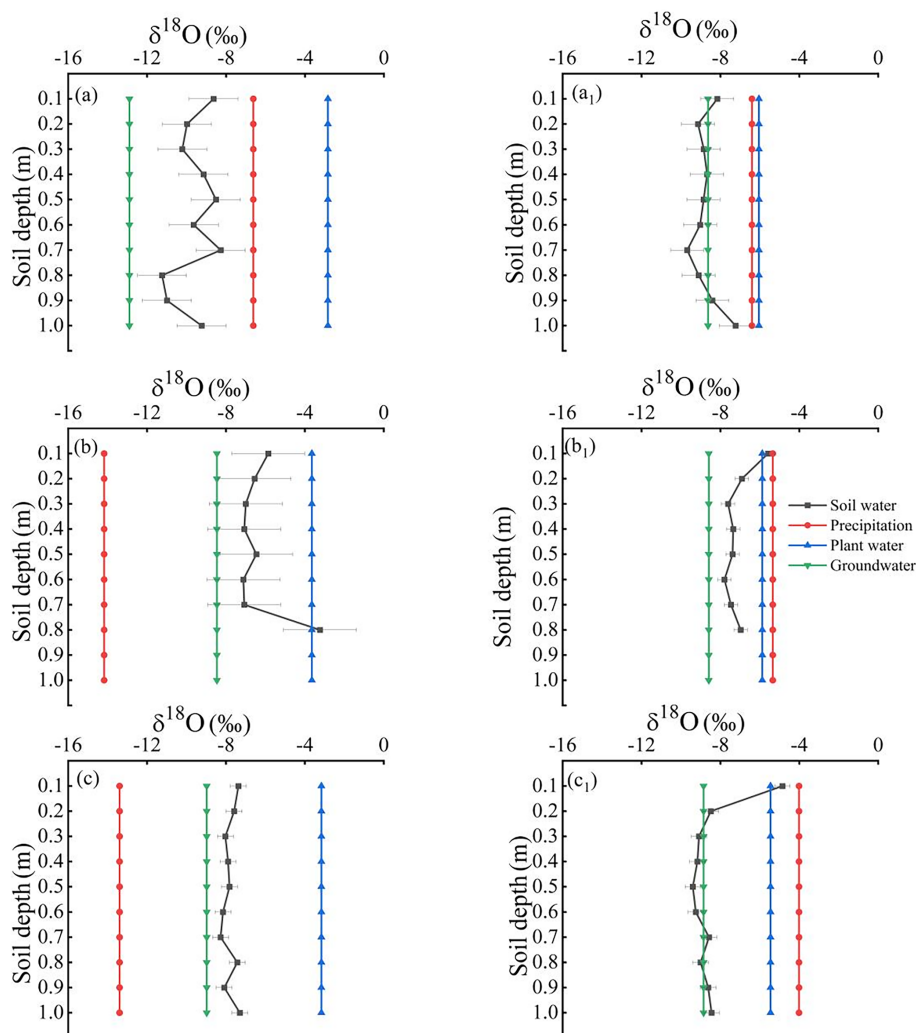 δ18O (‰)
-16 -12 -8 -4 0
(a)
Soil depth (m)
0.1
0.2
0.3
0.4
0.5
0.6
0.7
0.8
0.9
1.0
δ18O (‰)
-16 -12 -8 -4 0
(a1)
Soil depth (m)
0.1
0.2
0.3
0.4
0.5
0.6
0.7
0.8
0.9
1.0
δ18O (‰)
-16 -12 -8 -4 0
(b)
Soil depth (m)
0.1
0.2
0.3
0.4
0.5
0.6
0.7
0.8
0.9
1.0
δ18O (‰)
-16 -12 -8 -4 0
(b1)
Soil depth (m)
0.1
0.2
0.3
0.4
0.5
0.6
0.7
0.8
0.9
1.0
Soil water
Precipitation
Plant water
Groundwater
δ18O (‰)
-16 -12 -8 -4 0
(c)
Soil depth (m)
0.1
0.2
0.3
0.4
0.5
0.6
0.7
0.8
0.9
1.0
δ18O (‰)
-16 -12 -8 -4 0
(c1)
Soil depth (m)
0.1
0.2
0.3
0.4
0.5
0.6
0.7
0.8
0.9
1.0